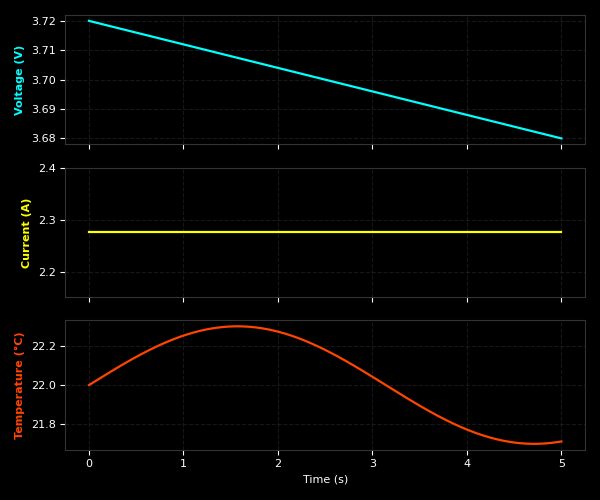 Voltage (V)
3.72
3.71
3.70
3.69
3.68
Current (A)
2.4
2.3
2.2
Temperature (°C)
22.2
22.0
21.8
0 1 2 3 4 5
Time (s)